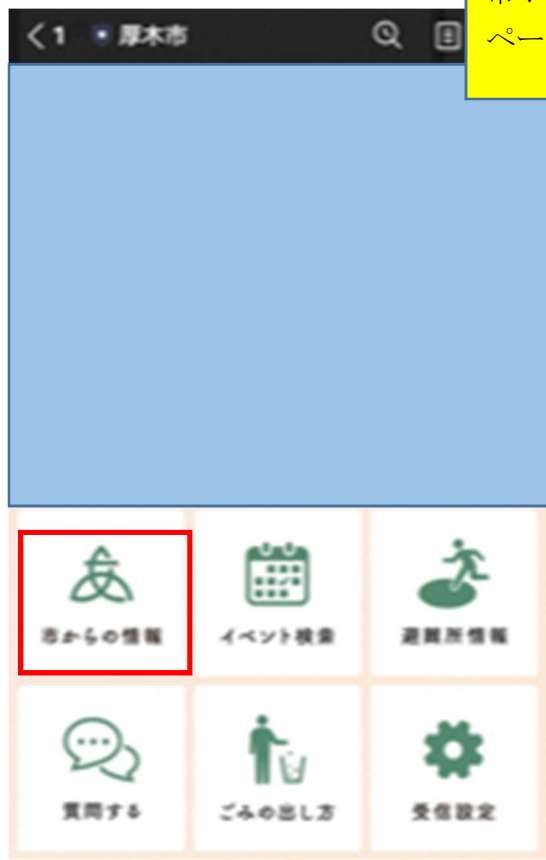 ペー
1 厚木市
市からの情報
イベント検索
避難所情報
質問する
ごみの出し方
受信設定